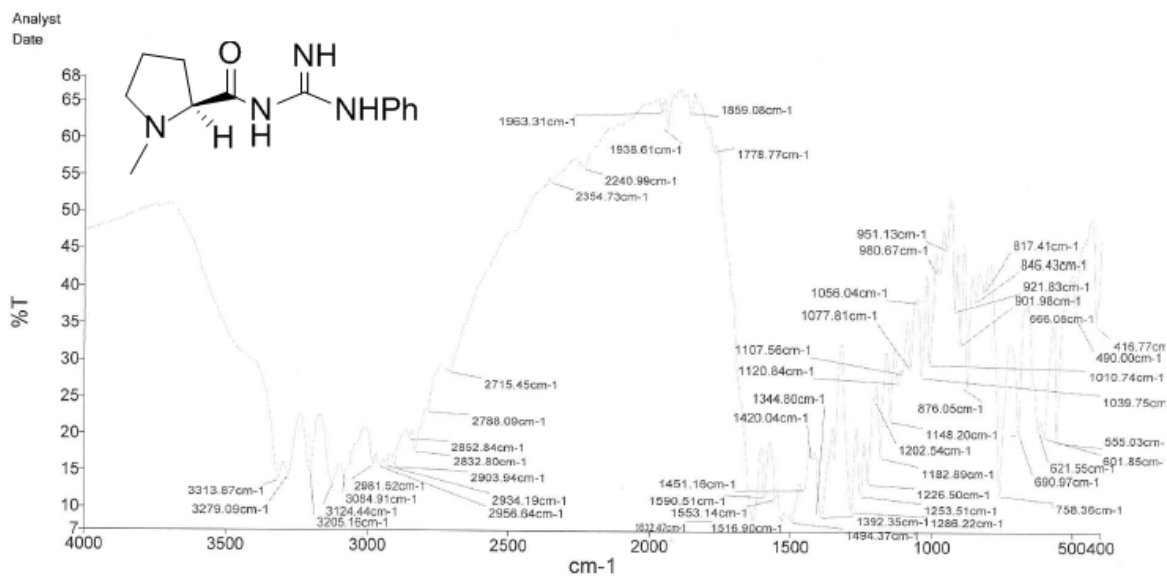 Analyst
Date
O
NH
N
H
N
H
NHPh
68
65
60
55
50
45
40
35
30
25
20
15
10
7
%T
4000
3500
3000
2500
2000
1500
1000
500400
cm-1
1963.31cm-1
1859.08cm-1
1938.61cm-1
1778.77cm-1
2240.99cm-1
2354.73cm-1
2715.45cm-1
2788.09cm-1
2852.84cm-1
2832.80cm-1
2903.94cm-1
2934.19cm-1
2956.64cm-1
2981.52cm-1
3084.91cm-1
3124.44cm-1
3205.16cm-1
3313.87cm-1
3279.09cm-1
951.13cm-1
980.67cm-1
817.41cm-1
846.43cm-1
921.83cm-1
901.98cm-1
666.08cm-1
416.77cm
490.00cm-1
1010.74cm-1
1039.75cm-1
1056.04cm-1
1077.81cm-1
1107.56cm-1
1120.84cm-1
1344.80cm-1
1420.04cm-1
876.05cm-1
1148.20cm-1
1202.54cm-1
1182.89cm-1
1226.50cm-1
1253.51cm-1
1286.22cm-1
1392.35cm-1
1494.37cm-1
1451.16cm-1
1590.51cm-1
1553.14cm-1
1516.90cm-1
1632.47cm-1
555.03cm-1
601.85cm-1
621.55cm-1
690.97cm-1
758.36cm-1